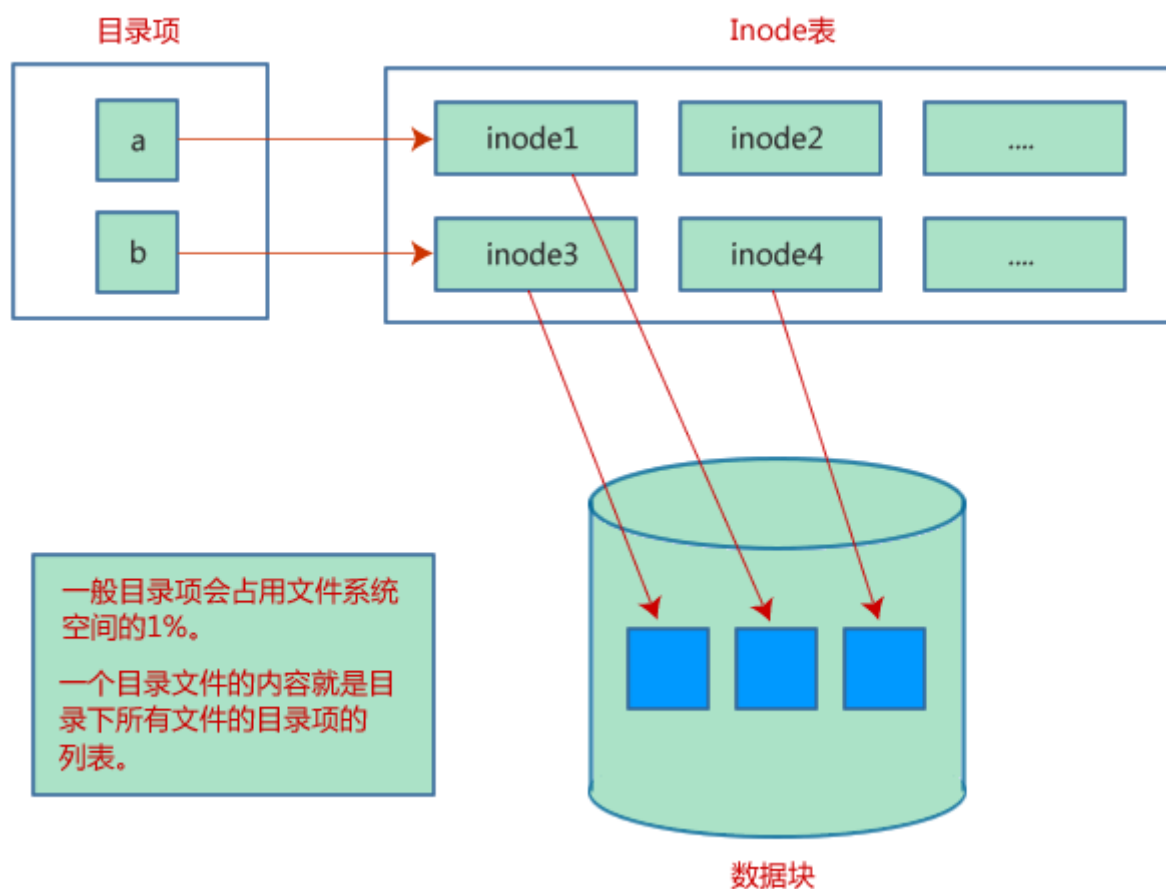 目录项
Inode表
a
inode1
inode2
....
b
inode3
inode4
....
一般目录项会占用文件系统
空间的1%。
一个目录文件的内容就是目
录下所有文件的目录项的
列表。
数据块